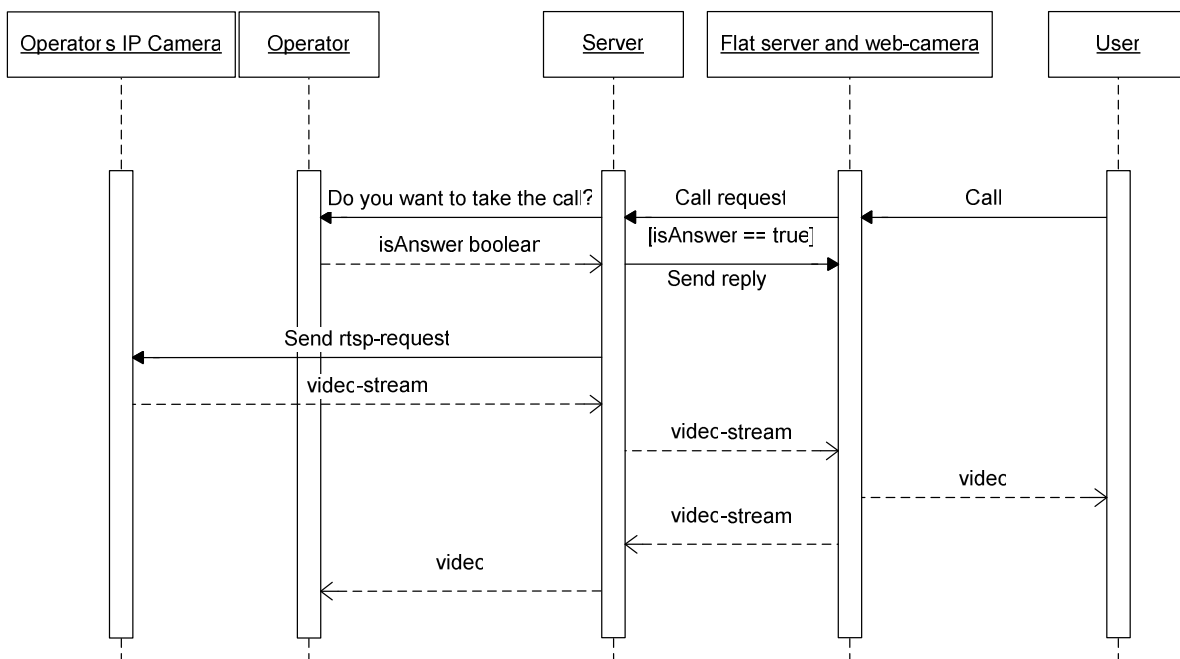 Operator s IP Camera
Operator
Server
Flat server and web-camera
User
Do you want to take the call?
Call request
Call
isAnswer boolean
[isAnswer == true]
Send reply
Send rtsp-request
video-stream
video-stream
video
video-stream
video